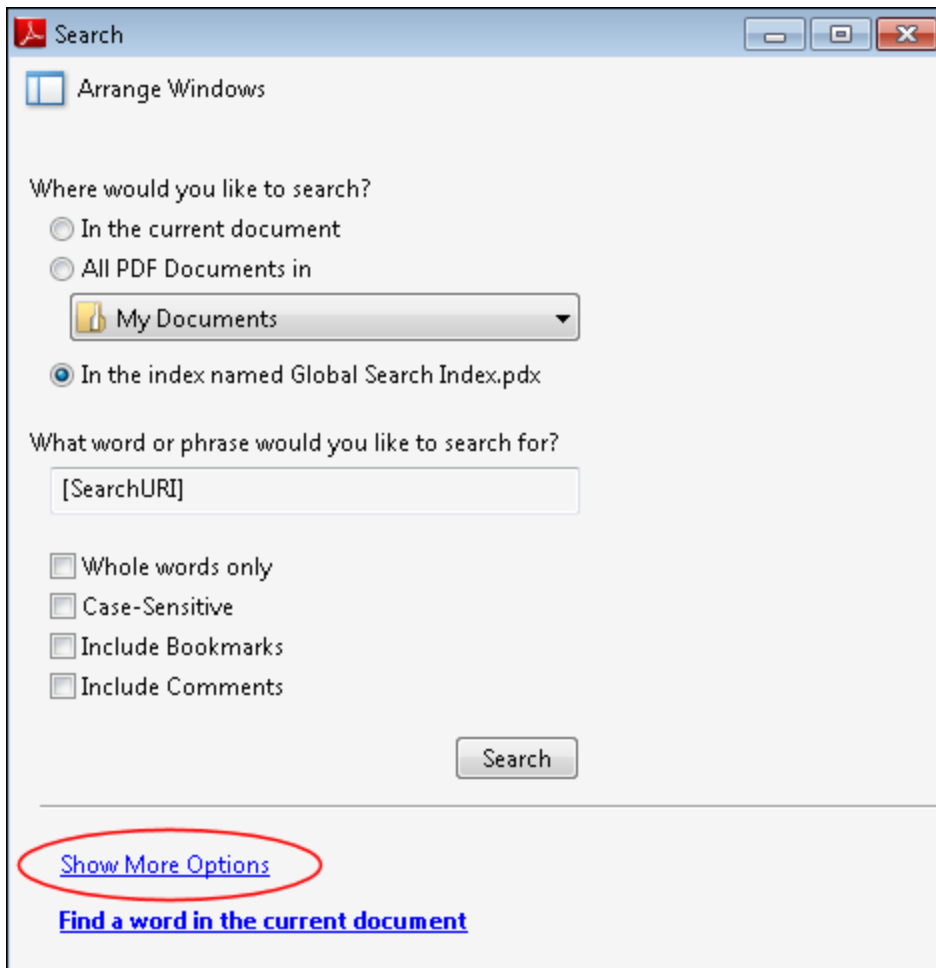 Search
Arrange Windows
Where would you like to search?
In the current document
All PDF Documents in
My Documents
In the index named Global Search Index.pdx
What word or phrase would you like to search for?
[SearchURI]
Whole words only
Case-Sensitive
Include Bookmarks
Include Comments
Search
Show More Options
Find a word in the current document